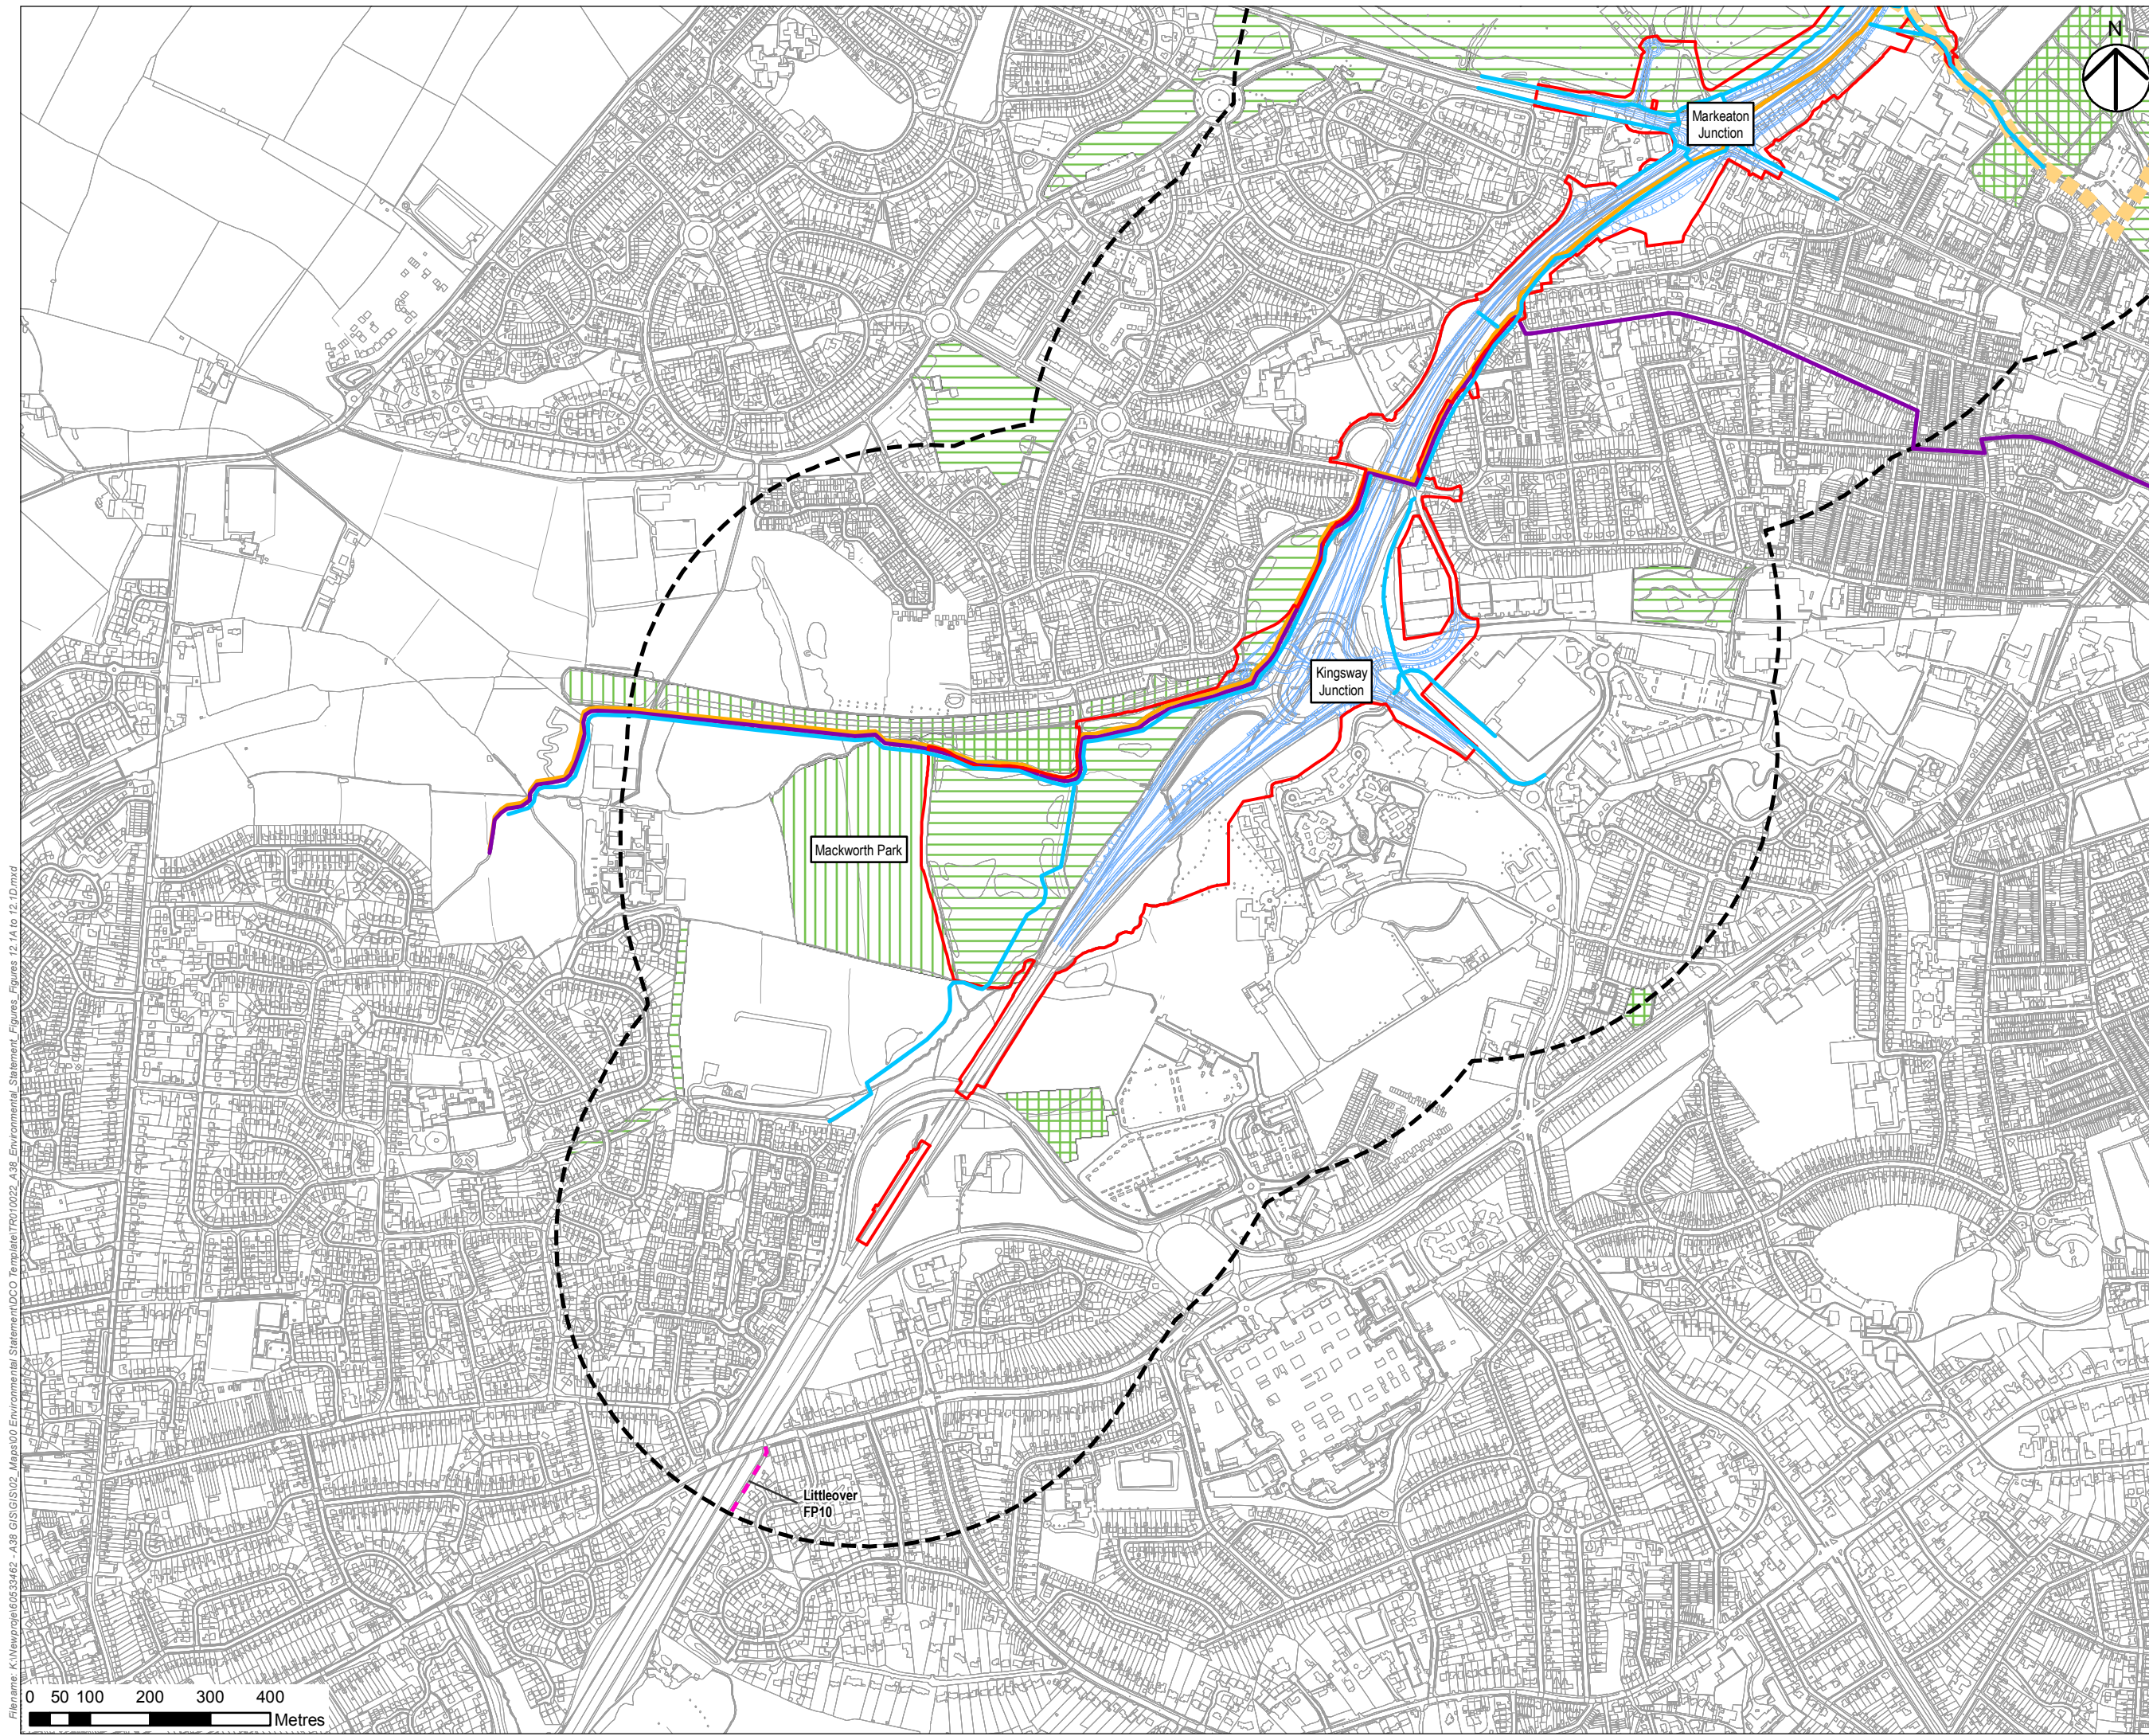 N
Markeaton
Junction
Kingsway
Junction
Mackworth Park
Littleover
FP10
0 50 100 200 300 400
Metres
Filename: K:\Newproje\60533462 - A38 GIS\GIS\02_Maps\00 Environmental Statement\DCO Template\TR010022_A38_Environmental_Statement_Figures_Figures 12.1A to 12.1D.mxd